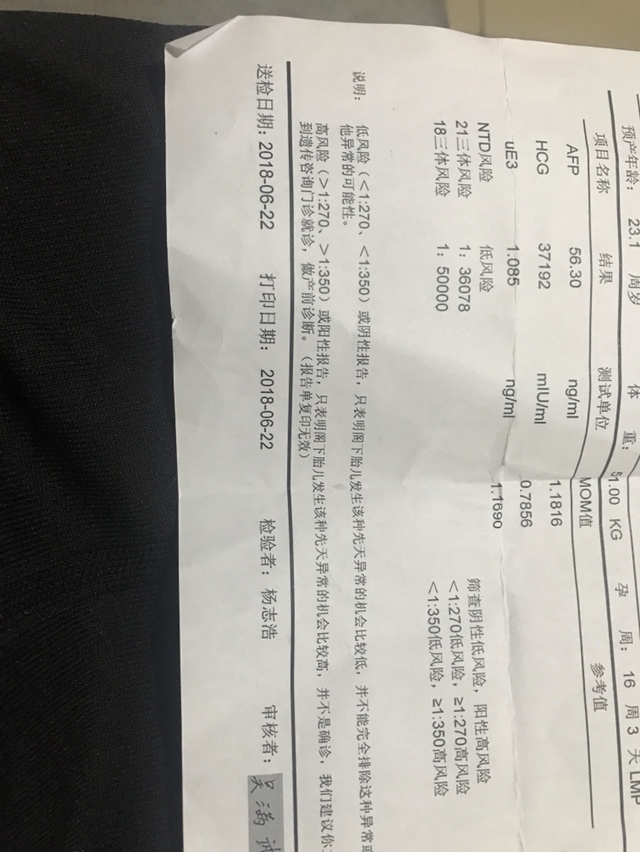 预产年龄： 23.1 周岁 体 重： 51.00 KG 孕 周： 16 周 3 天 LMP
项目名称 结果 测试单位 MOM值 参考值
AFP 56.30 ng/ml 1.1816
HCG 37192 mIU/ml 0.7856
uE3 1.085 ng/ml 1.1690
NTD风险 低风险 筛查阴性低风险，阳性高风险
21三体风险 1：36078 <1:270低风险，≥1:270高风险
18三体风险 1：50000 <1:350低风险，≥1:350高风险
说明： 低风险（<1:270、<1:350）或阴性报告，只表明阁下胎儿发生该种先天异常的机会比较低，并不能完全排除这种异常或
他异常的可能性。
高风险（>1:270、>1:350）或阳性报告，只表明阁下胎儿发生该种先天异常的机会比较高，并不是确诊，我们建议你
到遗传咨询门诊就诊，做产前诊断。（报告单复印无效）
送检日期：2018-06-22 打印日期： 2018-06-22 检验者：杨志浩 审核者：吴满